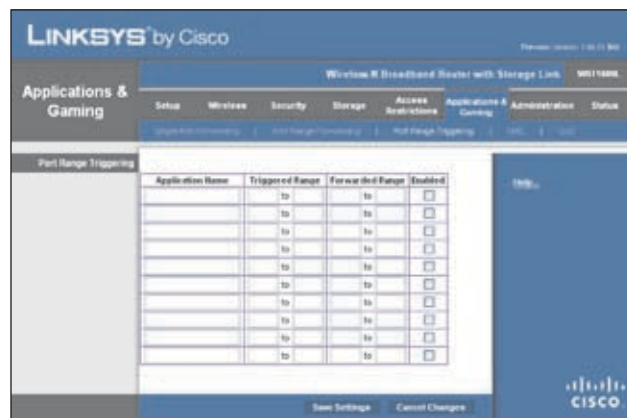 LINKSYS® by Cisco
Wireless-N Broadband Router with Storage Link
Applications & Gaming
Setup Wireless Security Storage Access Restrictions Applications & Gaming Administration Status
Port Range Triggering
Port Range Triggering
Application Name Triggered Range Forwarded Range Enabled
to to
to to
to to
to to
to to
to to
to to
to to
to to
to to
Help...
Save Settings Cancel Changes
CISCO